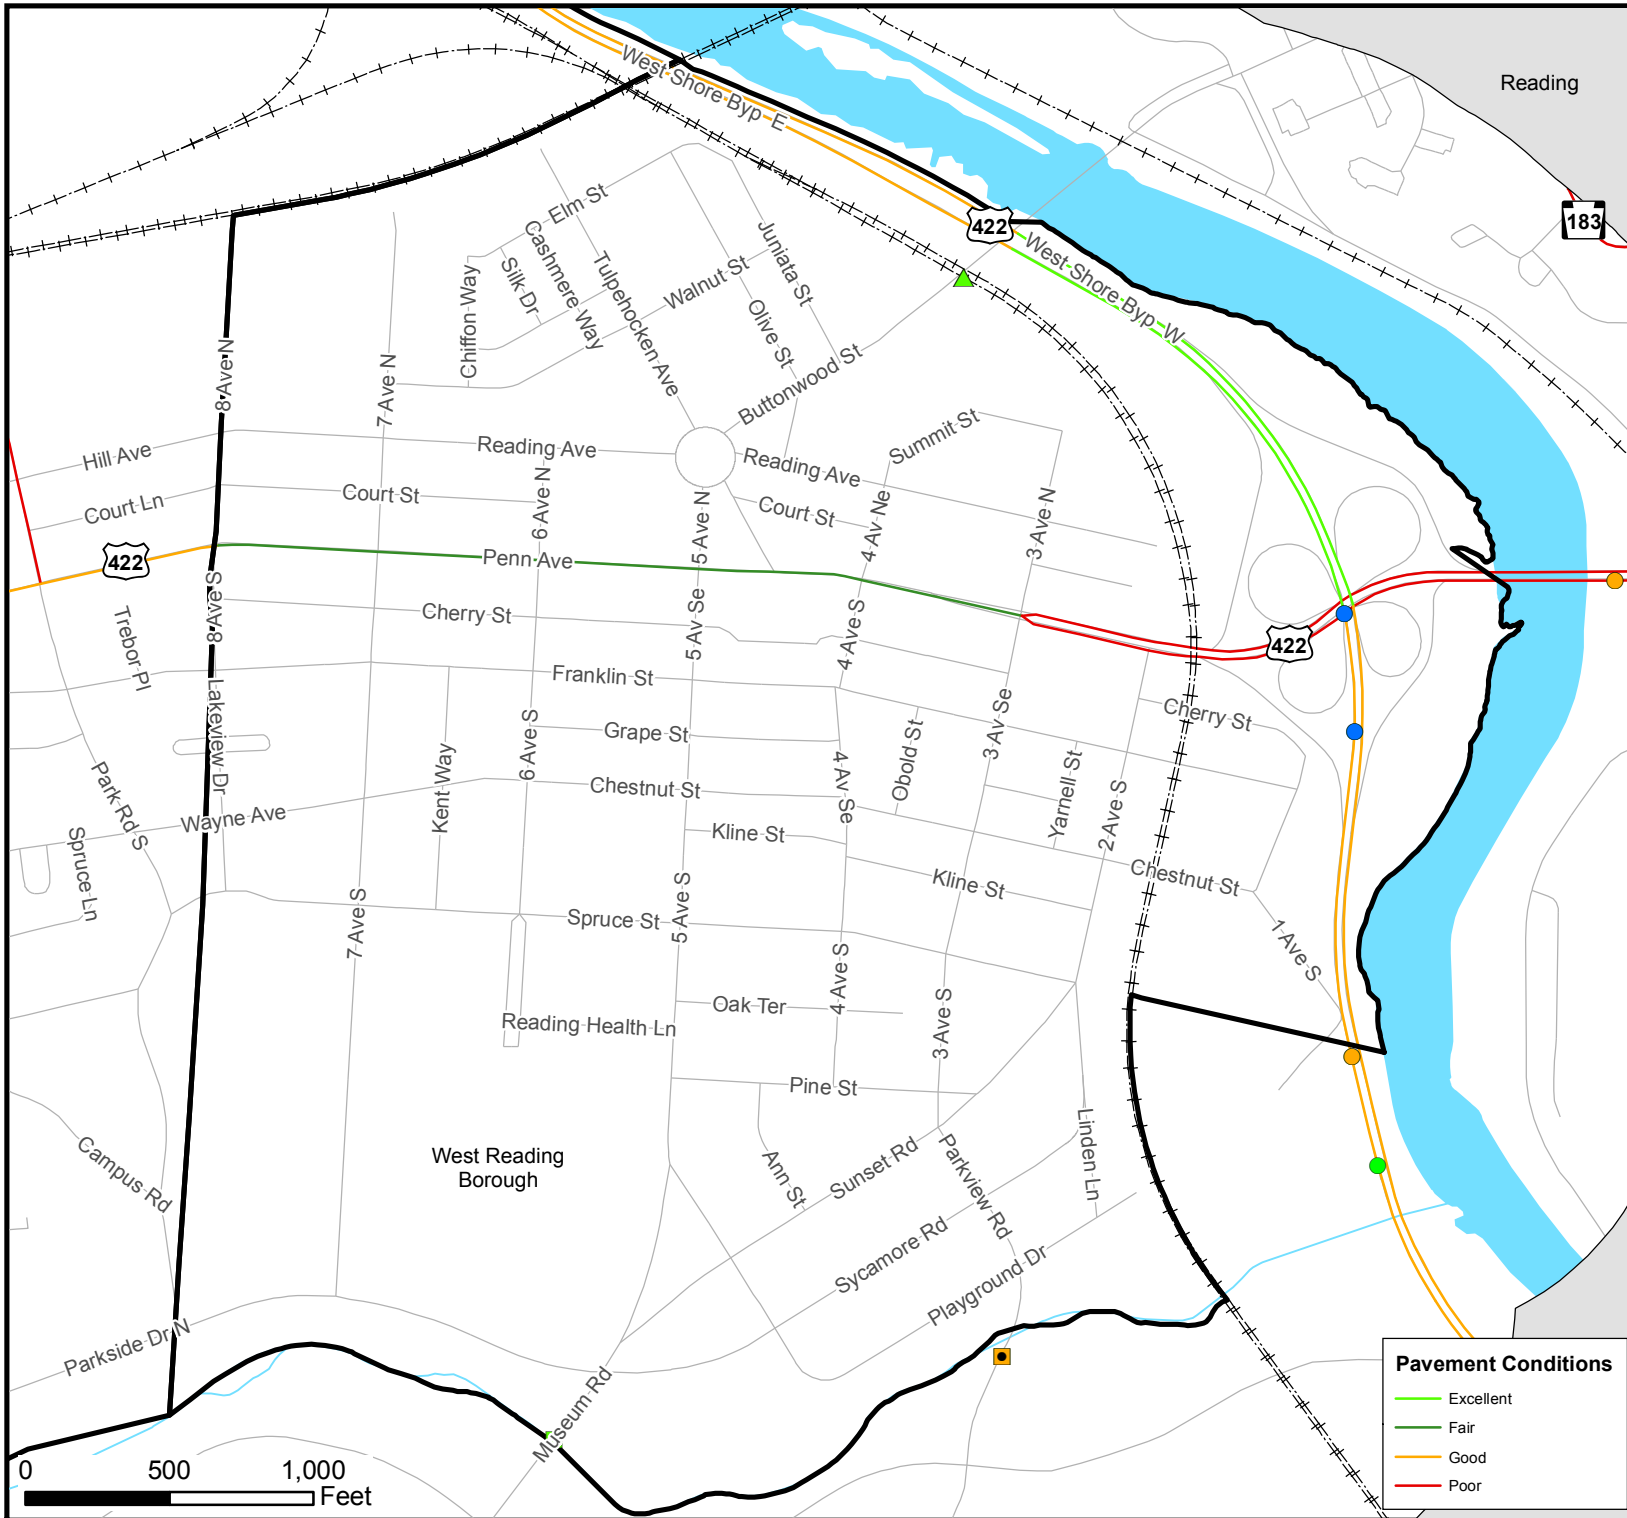 West Shore Byp E
Reading
183
422
West Shore Byp W
Elm St
Cashmere Way
Silk Dr
Chiffon Way
Tulpehocken Ave
Walnut St
Juniata St
Olive St
Buttonwood St
8 Ave N
7 Ave N
Hill Ave
Reading Ave
Reading Ave
Summit St
Court Ln
Court St
6 Ave N
5 Ave N
Court St
4 Av Ne
3 Ave N
422
Penn Ave
8 Ave S
Cherry St
5 Av Se
4 Ave S
422
Trebor Pl
Franklin St
Lakeview Dr
Grape St
6 Ave S
Obold St
3 Av Se
Cherry St
Park Rd S
Kent Way
Chestnut St
4 Av Se
Yarnell St
2 Ave S
Wayne Ave
Spruce Ln
Kline St
Kline St
Chestnut St
7 Ave S
Spruce St
5 Ave S
1 Ave S
Oak Ter
4 Ave S
3 Ave S
Reading Health Ln
Pine St
Linden Ln
Campus Rd
West Reading
Borough
Ann St
Sunset Rd
Parkview Rd
Sycamore Rd
Playground Dr
Parkside Dr N
Museum Rd
0 500 1,000
Feet
Pavement Conditions
Excellent
Fair
Good
Poor